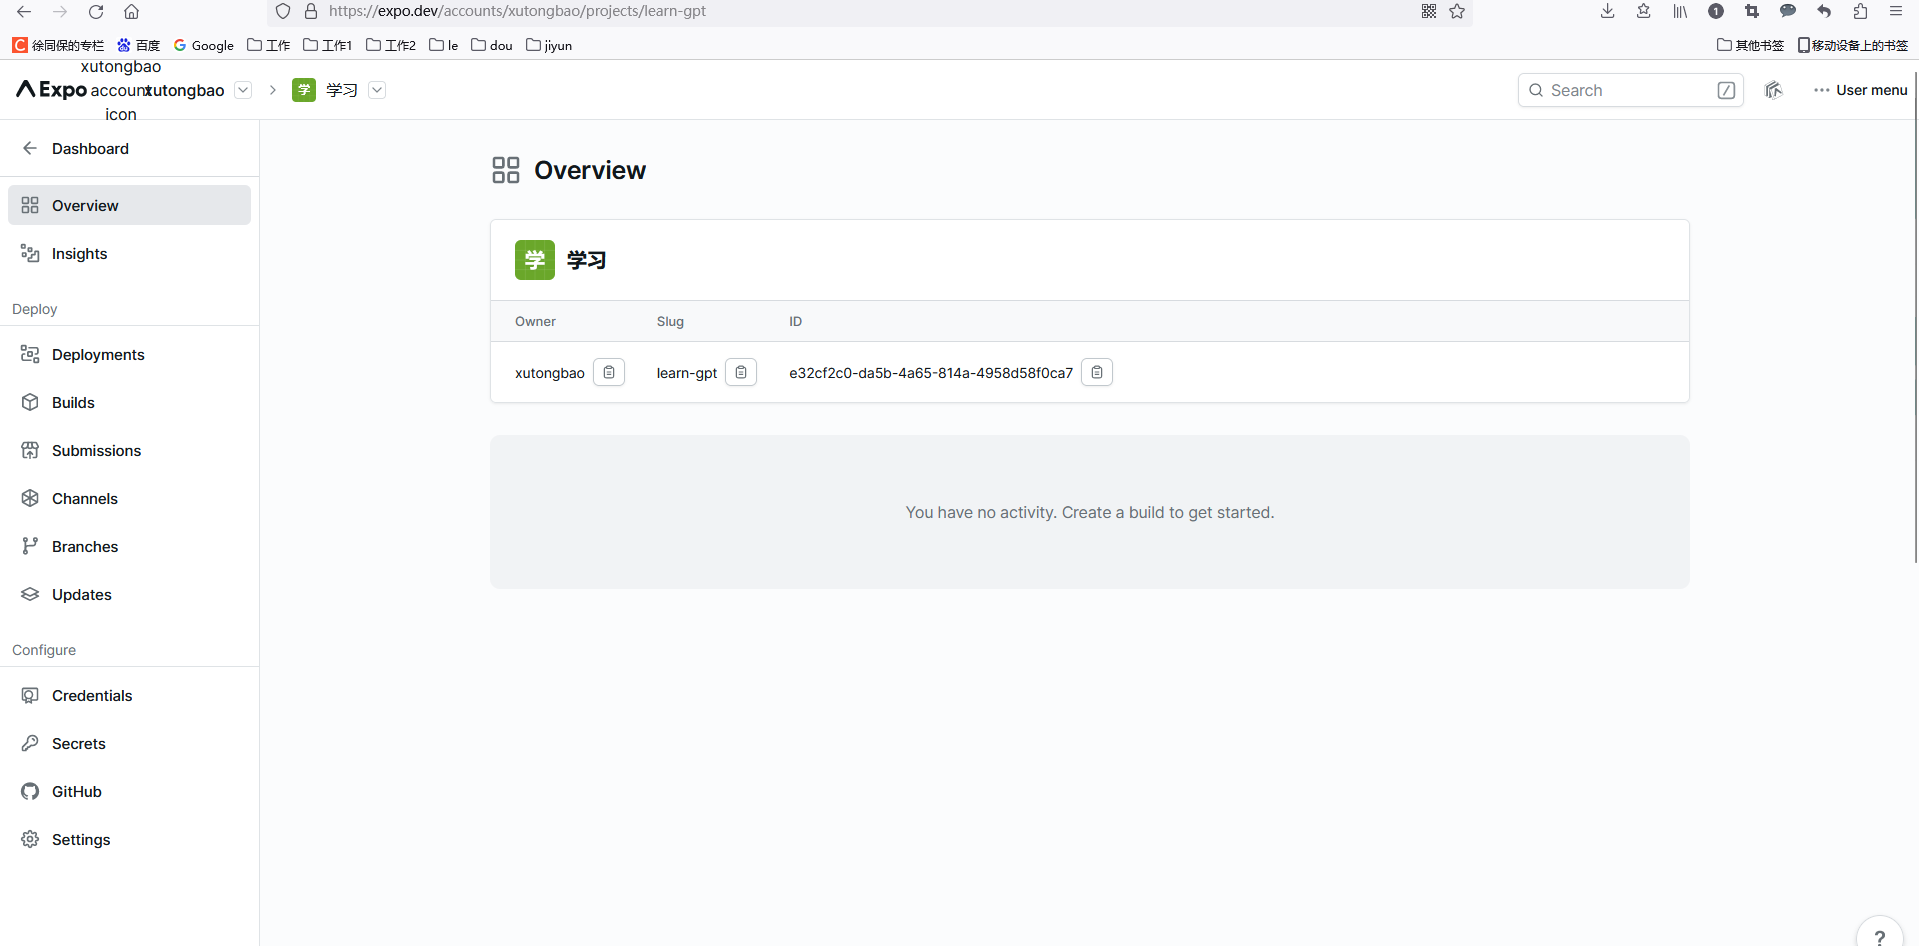 https://expo.dev/accounts/xutongbao/projects/learn-gpt
1
C 徐同保的专栏 百度 Google 工作 工作1 工作2 le dou jiyun 其他书签 移动设备上的书签
Expo xutongbao account icon xutongbao 学 学习 Search / User menu
Dashboard
Overview
Insights
Deploy
Deployments
Builds
Submissions
Channels
Branches
Updates
Configure
Credentials
Secrets
GitHub
Settings
Overview
学 学习
Owner Slug ID
xutongbao learn-gpt e32cf2c0-da5b-4a65-814a-4958d58f0ca7
You have no activity. Create a build to get started.
?